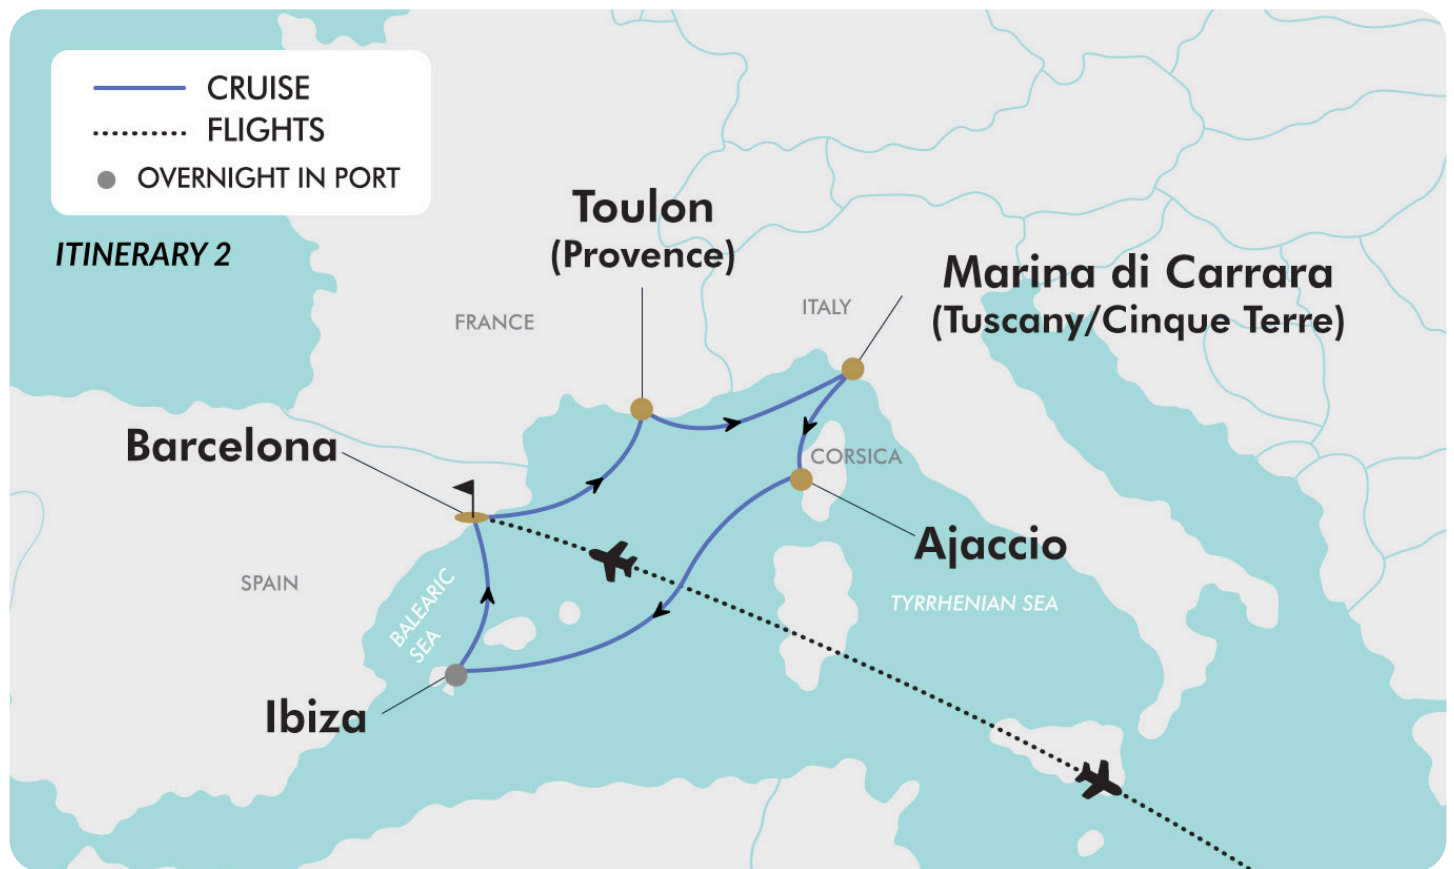 CRUISE
FLIGHTS
OVERNIGHT IN PORT
ITINERARY 2
Toulon
(Provence)
Marina di Carrara
(Tuscany/Cinque Terre)
ITALY
FRANCE
Barcelona
CORSICA
Ajaccio
SPAIN
BALEARIC
SEA
TYRRHENIAN SEA
Ibiza